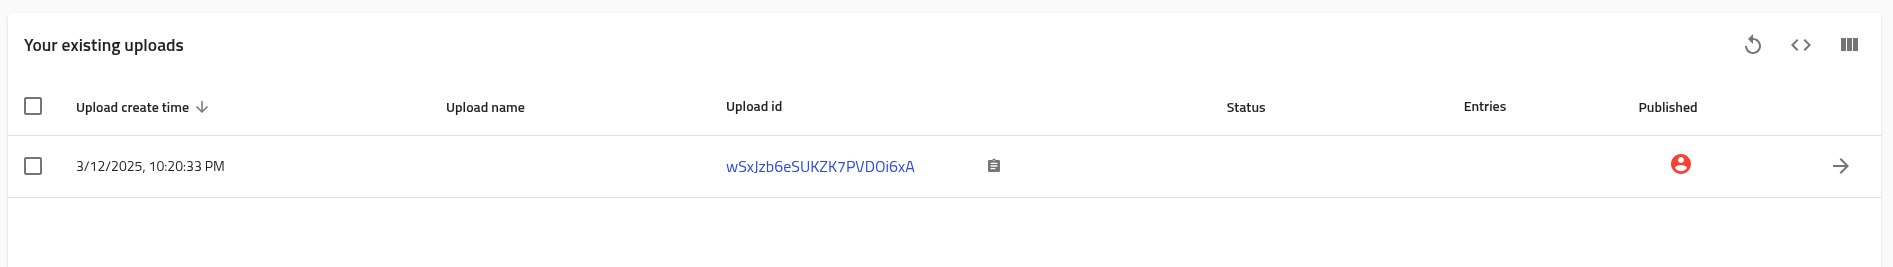 Your existing uploads
Upload create time Upload name Upload id Status Entries Published
3/12/2025, 10:20:33 PM wSxJzb6eSUKZK7PVDOi6xA